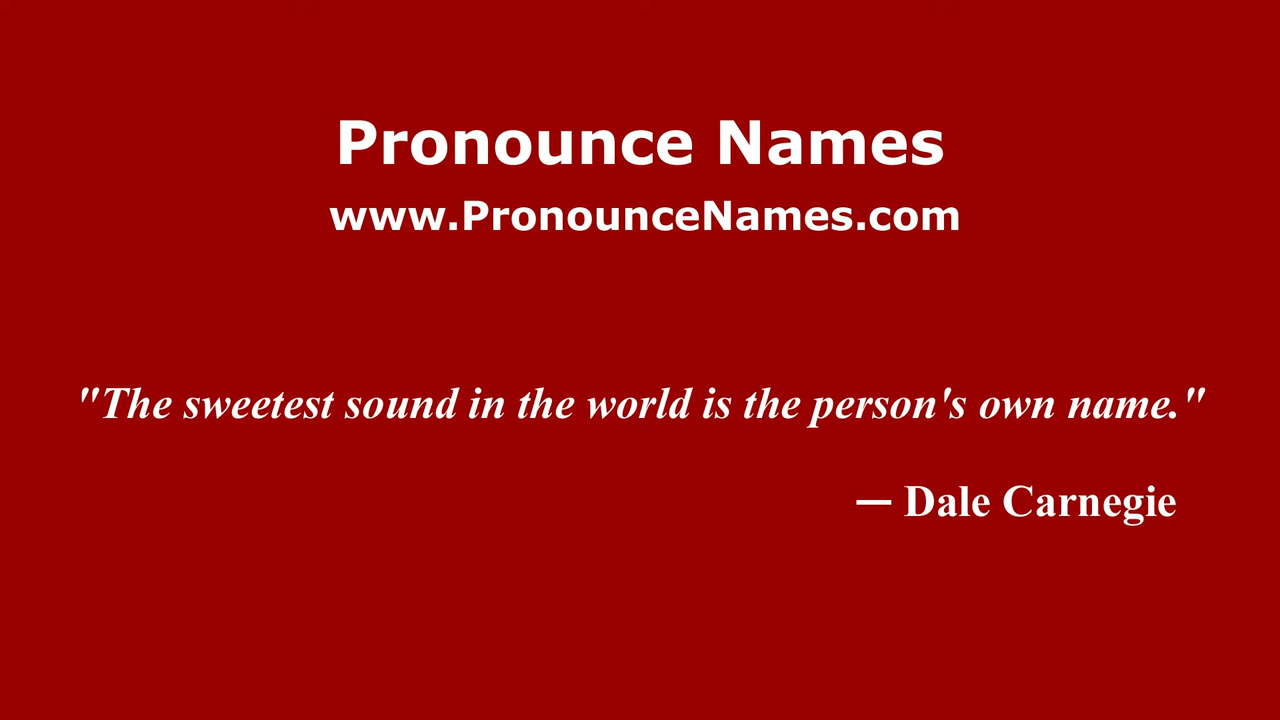 Pronounce Names
www.PronounceNames.com
"The sweetest sound in the world is the person's own name."
— Dale Carnegie